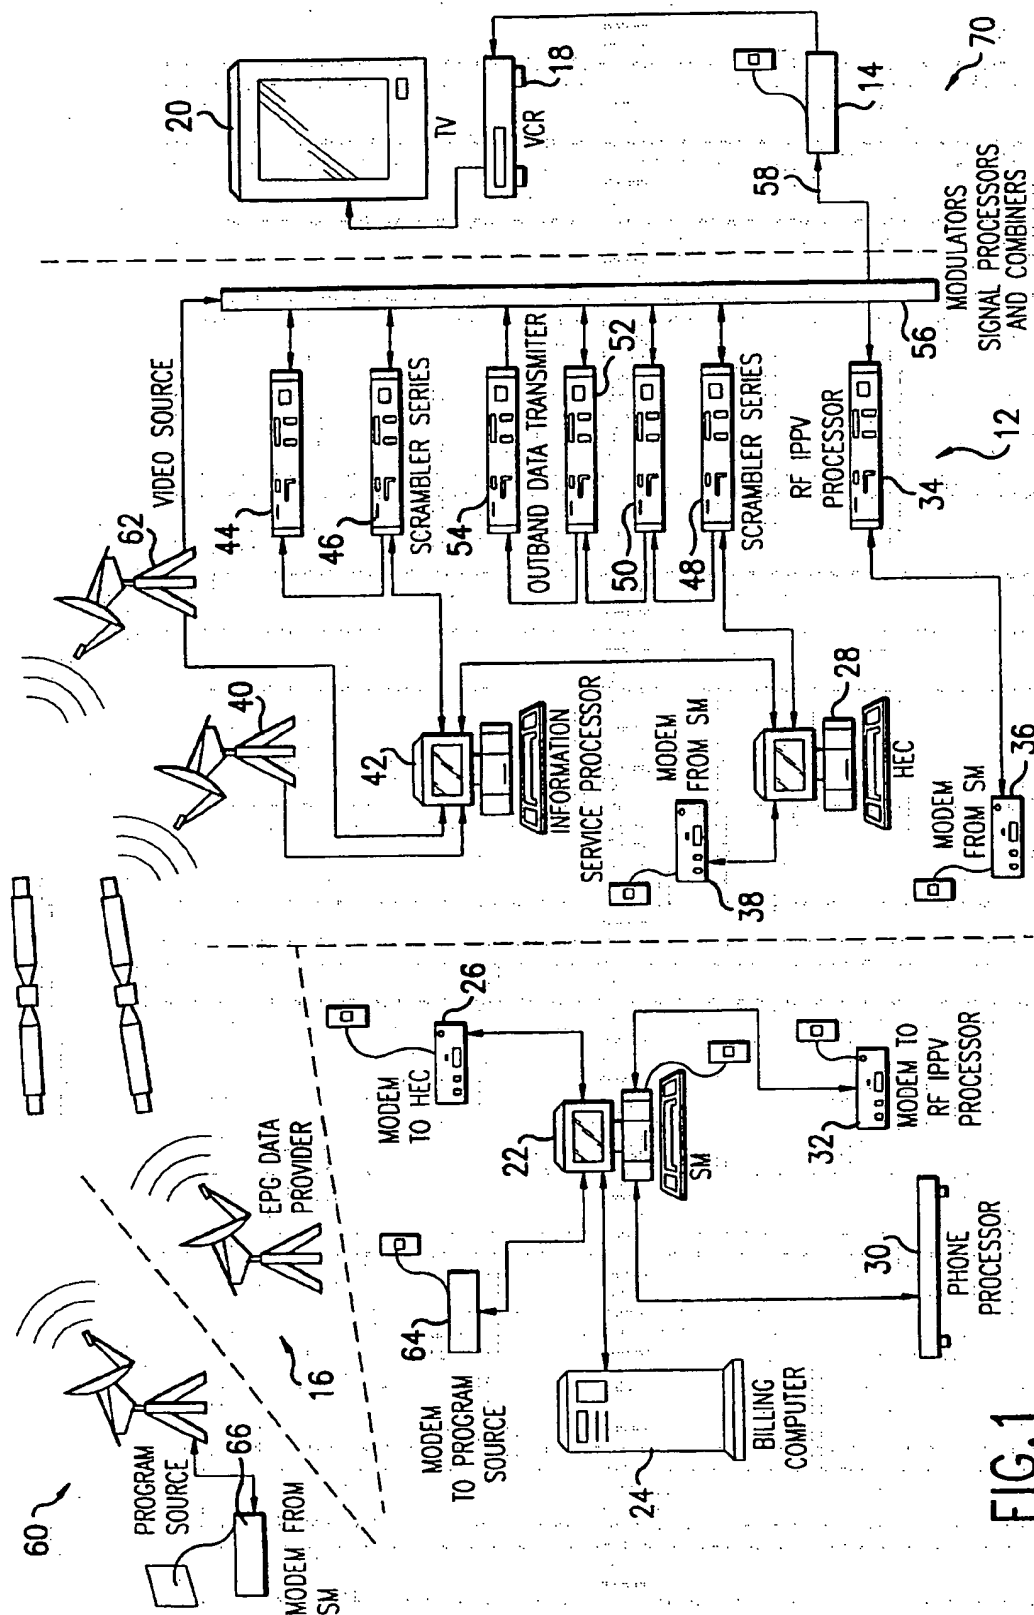 60
PROGRAM
SOURCE
66
MODEM FROM
SM
16
EPG DATA
PROVIDER
MODEM
TO HEC
26
64
MODEM
TO PROGRAM
SOURCE
22
SM
24
BILLING
COMPUTER
30
PHONE
PROCESSOR
32
MODEM TO
RF IPPV
PROCESSOR
62
40
42
INFORMATION
SERVICE PROCESSOR
MODEM
FROM SM
38
28
HEC
MODEM
FROM SM
36
VIDEO SOURCE
44
46
SCRAMBLER SERIES
54
OUTBAND DATA TRANSMITER
52
50
48
SCRAMBLER SERIES
RF IPPV
PROCESSOR
34
12
56
MODULATORS
SIGNAL PROCESSORS
AND COMBINERS
20
TV
18
VCR
58
14
70
FIG.1